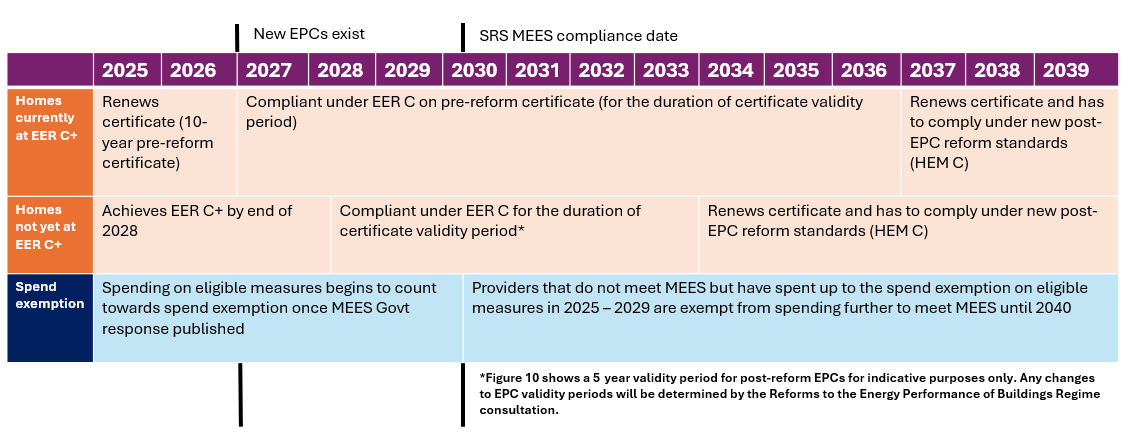 New EPCs exist
SRS MEES compliance date
2025 2026 2027 2028 2029 2030 2031 2032 2033 2034 2035 2036 2037 2038 2039
Homes
currently
at EER C+
Renews
certificate (10-
year pre-reform
certificate)
Compliant under EER C on pre-reform certificate (for the duration of certificate validity
period)
Renews certificate and has
to comply under new post-
EPC reform standards
(HEM C)
Homes
not yet at
EER C+
Achieves EER C+ by end of
2028
Compliant under EER C for the duration of
certificate validity period*
Renews certificate and has to comply under new post-
EPC reform standards (HEM C)
Spend
exemption
Spending on eligible measures begins to count
towards spend exemption once MEES Govt
response published
Providers that do not meet MEES but have spent up to the spend exemption on eligible
measures in 2025 – 2029 are exempt from spending further to meet MEES until 2040
*Figure 10 shows a 5 year validity period for post-reform EPCs for indicative purposes only. Any changes
to EPC validity periods will be determined by the Reforms to the Energy Performance of Buildings Regime
consultation.